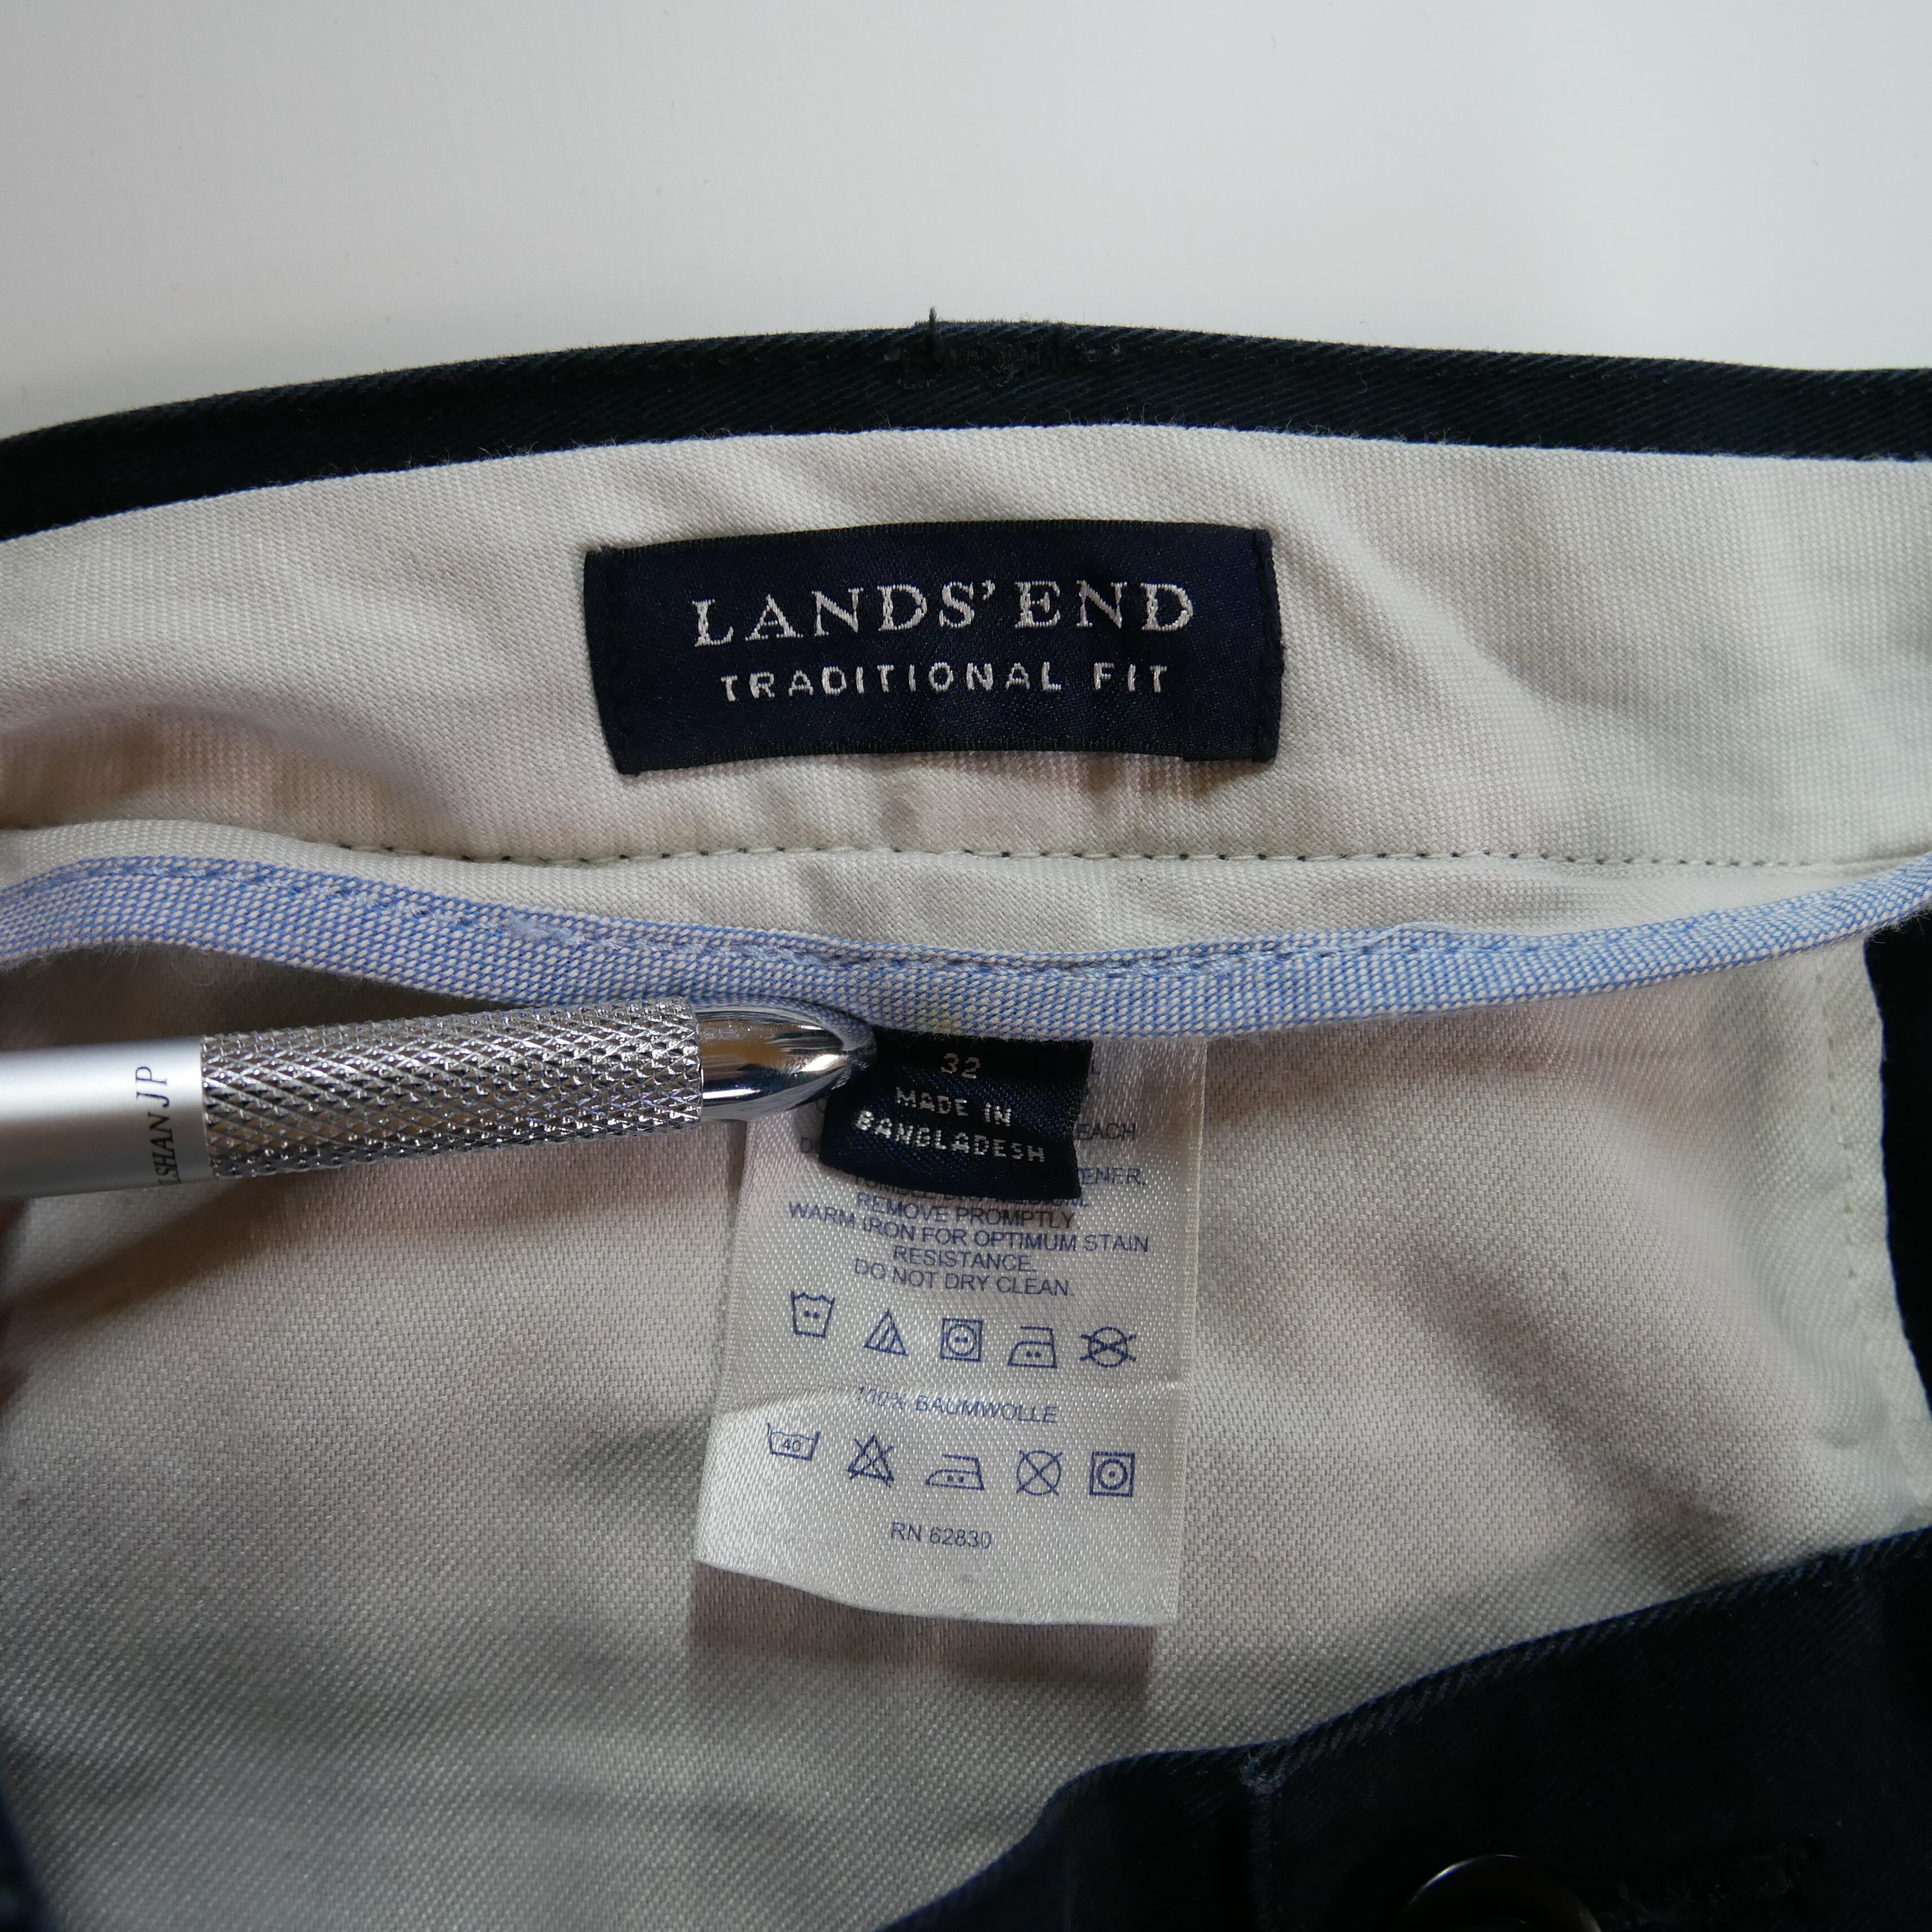 LANDS' END
TRADITIONAL FIT
32
MADE IN
BANGLADESH
EACH
ENER.
REMOVE PROMPTLY
WARM IRON FOR OPTIMUM STAIN
RESISTANCE.
DO NOT DRY CLEAN.
100% BAUMWOLLE
40
RN 62830
SHAN JP